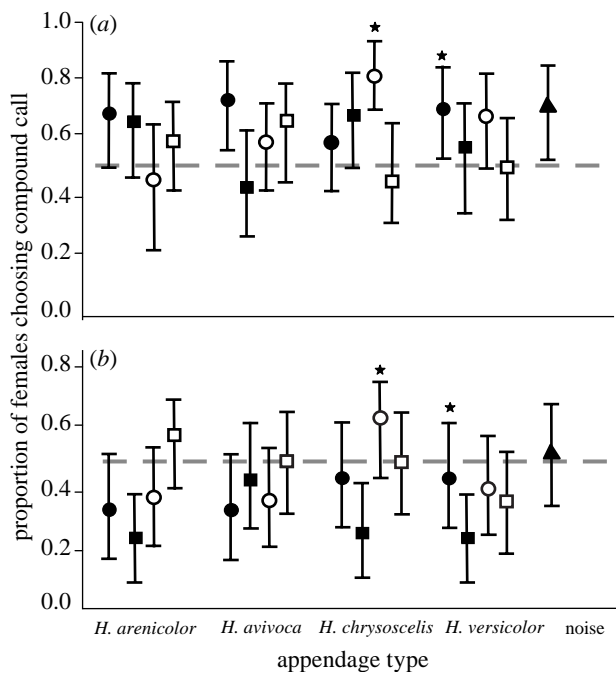 proportion of females choosing compound call
(a)
1.0
0.8
0.6
0.4
0.2
0.0
(b)
0.8
0.6
0.4
0.2
0.0
H. arenicolor H. avivoca H. chrysoscelis H. versicolor noise
appendage type